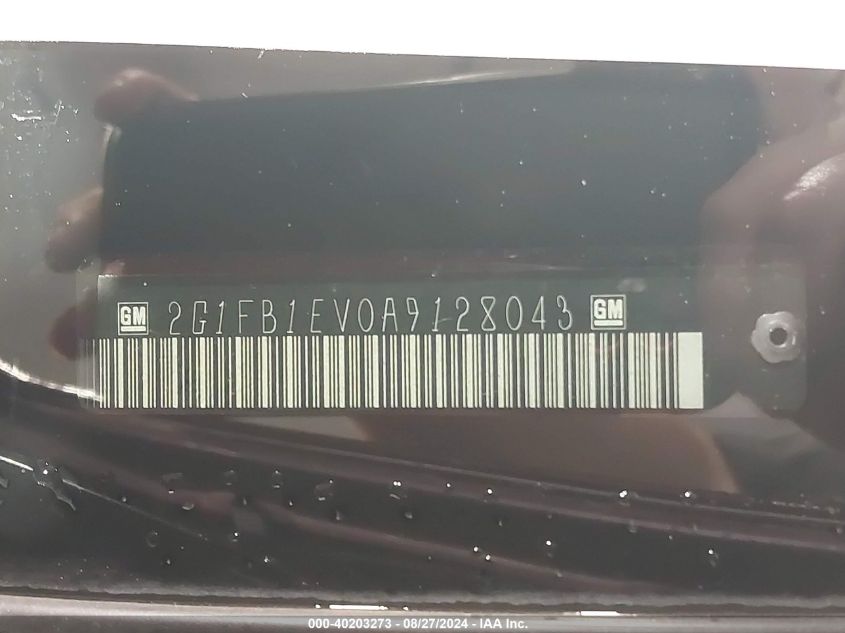 GM 2G1FB1EV0A9128043 GM
000-40203273 - 08/27/2024 - IAA Inc.